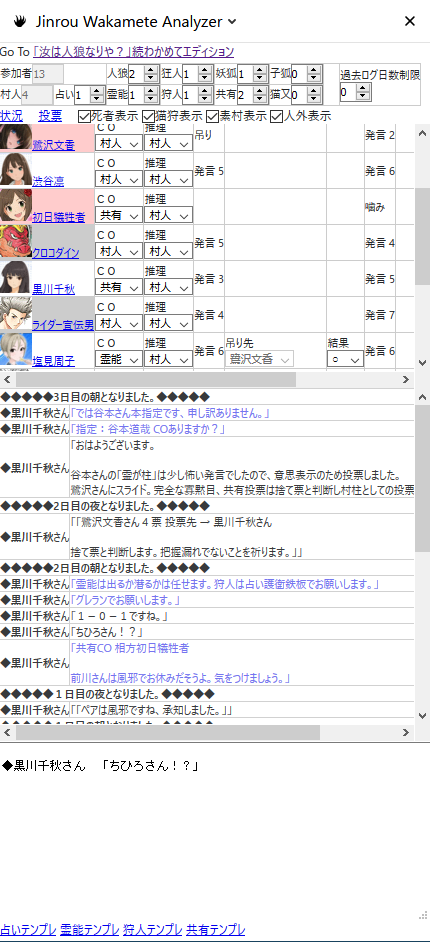 Jinrou Wakamete Analyzer
Go To 「汝は人狼なりや？」続わかめてエディション
参加者 13 人狼 2 狂人 1 妖狐 1 子狐 0 過去ログ日数制限
村人 4 占い 1 霊能 1 狩人 1 共有 2 猫又 0 0
状況 投票 死者表示 猫狩表示 素村表示 人外表示
鷺沢文香 ＣＯ 村人 推理 村人 吊り 発言 2
渋谷凛 ＣＯ 村人 推理 村人 発言 5 発言 6
初日犠牲者 ＣＯ 共有 推理 村人 噛み
クロコダイン ＣＯ 村人 推理 村人 発言 5 発言 4
黒川千秋 ＣＯ 共有 推理 村人 発言 3 発言 5
ライダー宣伝男 ＣＯ 村人 推理 村人 発言 4 発言 7
塩見周子 ＣＯ 霊能 推理 村人 発言 6 吊り先 鷺沢文香 結果 ○ 発言 6
◆◆◆◆◆3日目の朝となりました。◆◆◆◆◆
◆黒川千秋さん「では谷本さん本指定です、申し訳ありません。」
◆黒川千秋さん「指定：谷本道哉 COありますか？」
◆黒川千秋さん「おはようございます。
谷本さんの「霊が柱」は少し怖い発言でしたので、意思表示のため投票しました。
鷺沢さんにスライド。完全な寡黙目、共有投票は捨て票と判断し村柱としての投票
◆◆◆◆◆2日目の夜となりました。◆◆◆◆◆
◆黒川千秋さん「「鷺沢文香さん 4 票 投票先 → 黒川千秋さん
捨て票と判断します。把握漏れでないことを祈ります。」」
◆◆◆◆◆2日目の朝となりました。◆◆◆◆◆
◆黒川千秋さん「霊能は出るか潜るかは任せます。狩人は占い護衛鉄板でお願いします。」
◆黒川千秋さん「グレランでお願いします。」
◆黒川千秋さん「１－０－１ですね。」
◆黒川千秋さん「ちひろさん！？」
◆黒川千秋さん「共有CO 相方初日犠牲者
前川さんは風邪でお休みだそうよ。気をつけましょう。」
◆◆◆◆◆１日目の夜となりました。◆◆◆◆◆
◆黒川千秋さん「「ペアは風邪ですね、承知しました。」」
◆黒川千秋さん 「ちひろさん！？」
占いテンプレ 霊能テンプレ 狩人テンプレ 共有テンプレ